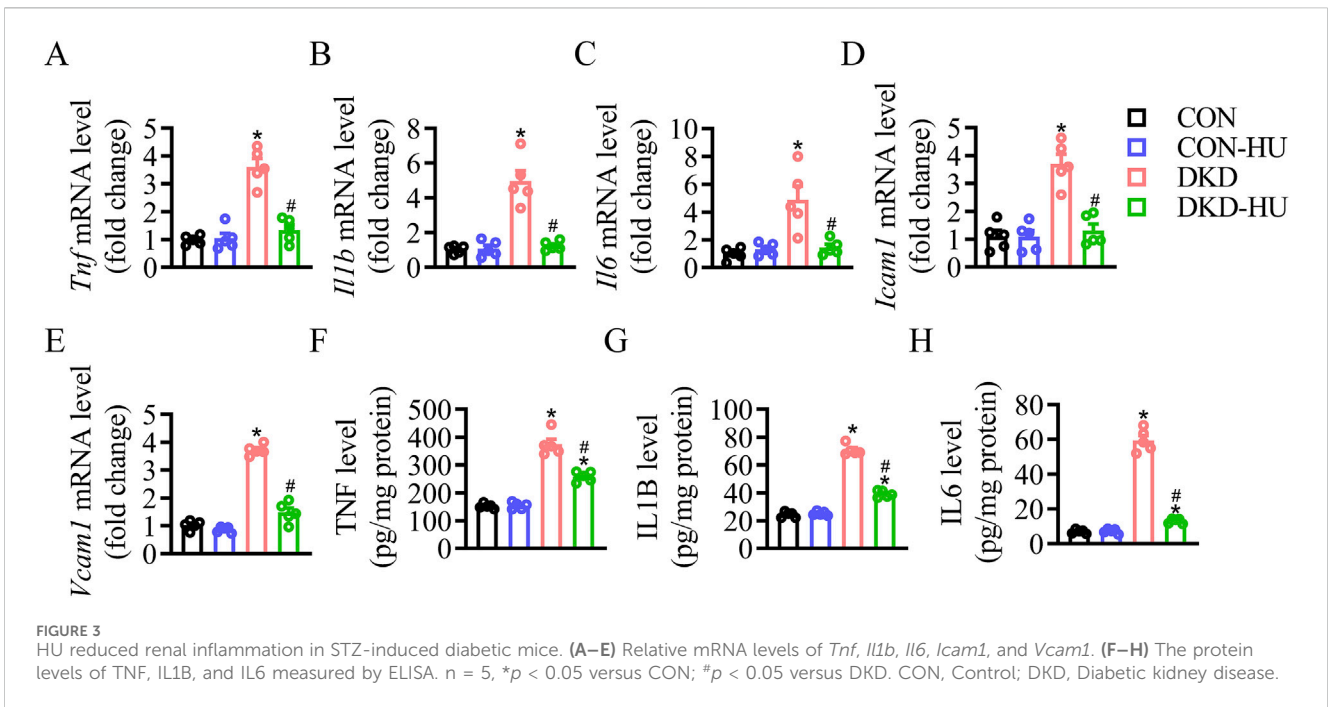 A
B
C
D
Tnf mRNA level
(fold change)
5
4
3
2
1
0
*
#
Il1b mRNA level
(fold change)
8
6
4
2
0
*
#
Il6 mRNA level
(fold change)
10
8
6
4
2
0
*
#
Icam1 mRNA level
(fold change)
5
4
3
2
1
0
*
#
CON
CON-HU
DKD
DKD-HU
E
F
G
H
Vcam1 mRNA level
(fold change)
5
4
3
2
1
0
*
#
TNF level
(pg/mg protein)
500
400
300
200
100
0
*
#
*
IL1B level
(pg/mg protein)
100
80
60
40
20
0
*
#
*
IL6 level
(pg/mg protein)
80
60
40
20
0
*
#
*
FIGURE 3
HU reduced renal inflammation in STZ-induced diabetic mice. (A–E) Relative mRNA levels of Tnf, Il1b, Il6, Icam1, and Vcam1. (F–H) The protein
levels of TNF, IL1B, and IL6 measured by ELISA. n = 5, *p < 0.05 versus CON; #p < 0.05 versus DKD. CON, Control; DKD, Diabetic kidney disease.